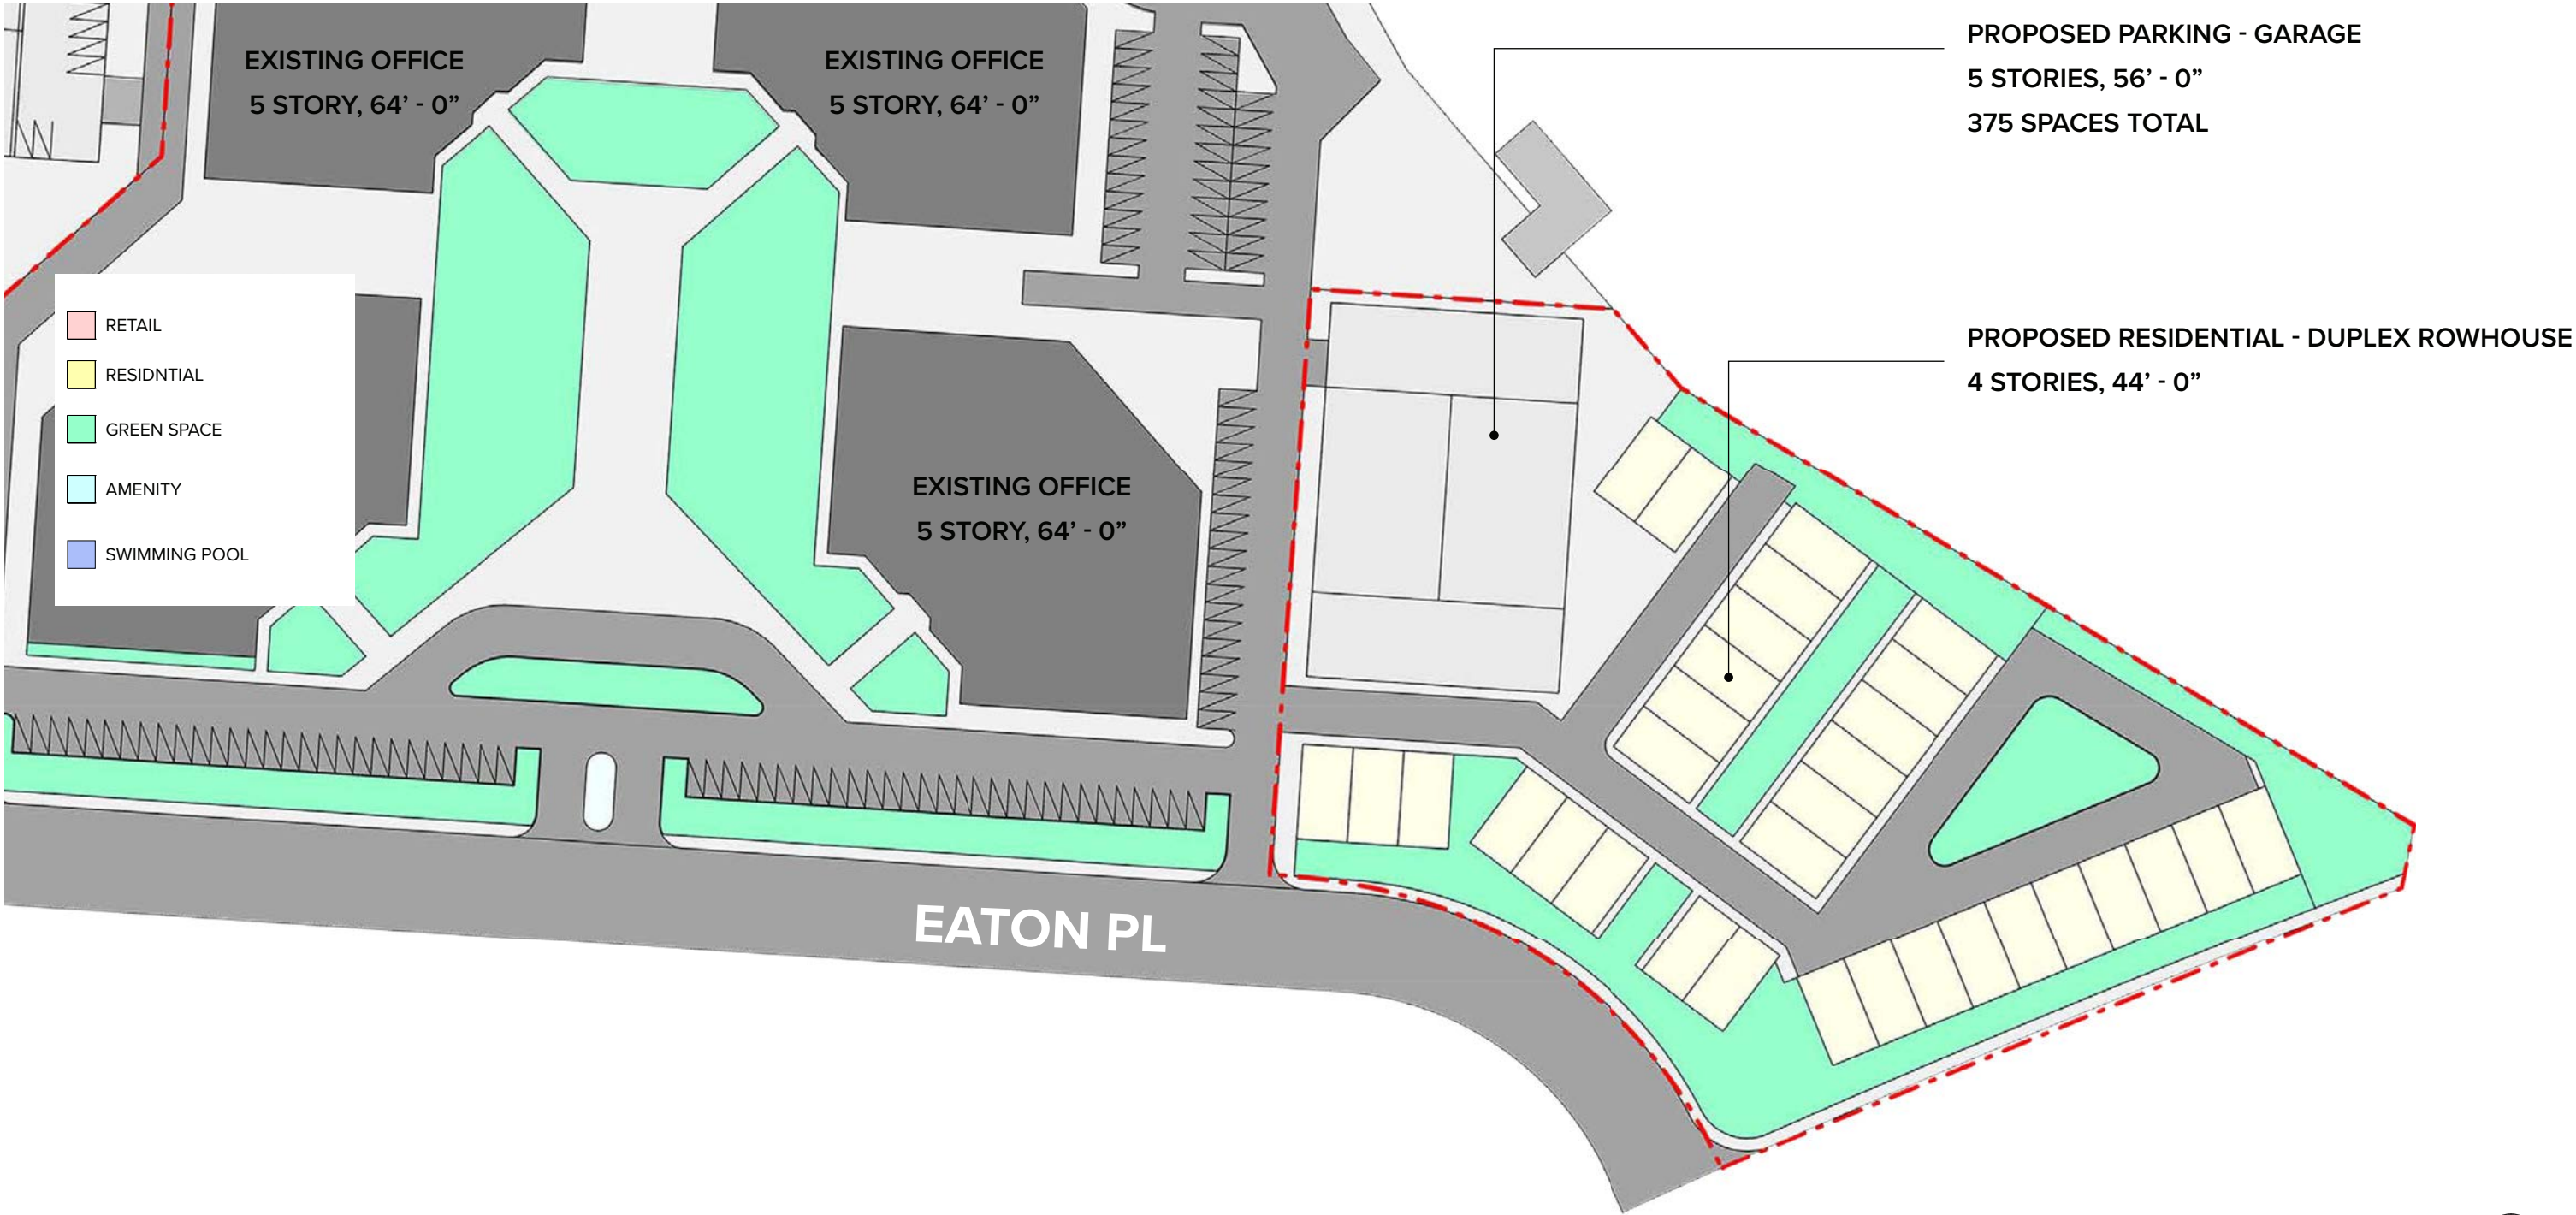 EXISTING OFFICE
5 STORY, 64’ - 0”
EXISTING OFFICE
5 STORY, 64’ - 0”
PROPOSED PARKING - GARAGE
5 STORIES, 56’ - 0”
375 SPACES TOTAL
PROPOSED RESIDENTIAL - DUPLEX ROWHOUSE
4 STORIES, 44’ - 0”
RETAIL
RESIDNTIAL
GREEN SPACE
AMENITY
SWIMMING POOL
EXISTING OFFICE
5 STORY, 64’ - 0”
EATON PL